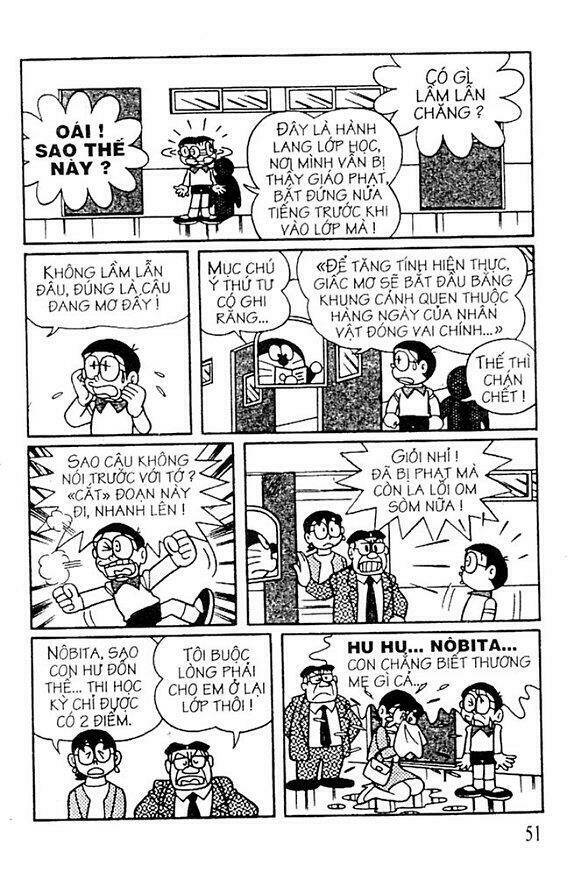 OÁI !
SAO THẾ
NÀY ?
ĐÂY LÀ HÀNH
LANG LỚP HỌC,
NƠI MÌNH VẪN BỊ
THẦY GIÁO PHẠT,
BẮT ĐỨNG NỬA
TIẾNG TRƯỚC KHI
VÀO LỚP MÀ !
CÓ GÌ
LẦM LẪN
CHĂNG ?
KHÔNG LẦM LẪN
ĐÂU, ĐÚNG LÀ CẬU
ĐANG MƠ ĐẤY !
MỤC CHÚ
Ý THỨ TƯ
CÓ GHI
RẰNG...
«ĐỂ TĂNG TÍNH HIỆN THỰC,
GIẤC MƠ SẼ BẮT ĐẦU BẰNG
KHUNG CẢNH QUEN THUỘC
HÀNG NGÀY CỦA NHÂN
VẬT ĐÓNG VAI CHÍNH...»
THẾ THÌ
CHÁN
CHẾT !
SAO CẬU KHÔNG
NÓI TRƯỚC VỚI TỚ ?
«CẮT» ĐOẠN NÀY
ĐI, NHANH LÊN !
GIỎI NHỈ !
ĐÃ BỊ PHẠT MÀ
CÒN LA LỐI OM
SÒM NỮA !
NÔBITA, SAO
CON HƯ ĐỐN
THẾ... THI HỌC
KỲ CHỈ ĐƯỢC
CÓ 2 ĐIỂM.
TÔI BUỘC
LÒNG PHẢI
CHO EM Ở LẠI
LỚP THÔI !
HU HU... NÔBITA...
CON CHẲNG BIẾT THƯƠNG
MẸ GÌ CẢ...
51